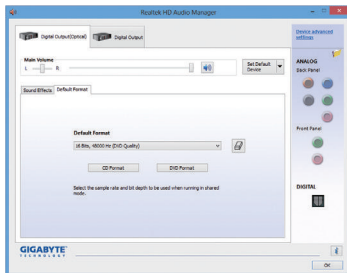 Realtek HD Audio Manager
Digital Output(Optical)
Digital Output
Device advanced
settings
Main Volume
L
R
Set Default
Device
ANALOG
Back Panel
Sound Effects
Default Format
Default Format
16 Bits, 48000 Hz (DVD Quality)
CD Format
DVD Format
Select the sample rate and bit depth to be used when running in shared
mode.
Front Panel
DIGITAL
GIGABYTE
TECHNOLOGY
OK